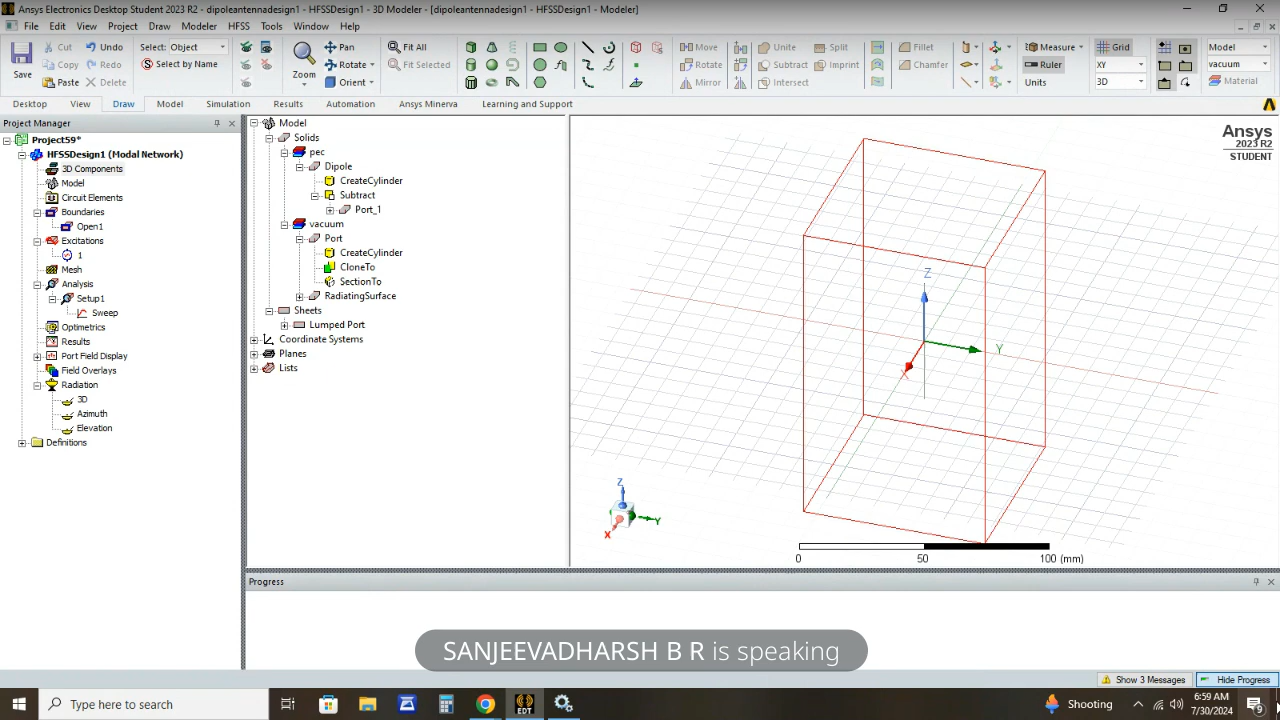 Ansys Electronics Desktop Student 2023 R2 - dipoleantennadesign1 - HFSSDesign1 - 3D Modeler - [dipoleantennadesign1 - HFSSDesign1 - Modeler]
File Edit View Project Draw Modeler HFSS Tools Window Help
Save
Cut Copy Paste
Undo Redo Delete
Select: Object
Select by Name
Zoom
Pan Rotate Orient
Fit All Fit Selected
Move Rotate Mirror
Unite Subtract Intersect
Split Imprint
Fillet Chamfer
Measure Ruler Units
Grid XY 3D
Model vacuum Material
Desktop View Draw Model Simulation Results Automation Ansys Minerva Learning and Support
Project Manager
Project59*
HFSSDesign1 (Modal Network)
3D Components
Model
Circuit Elements
Boundaries
Open1
Excitations
1
Mesh
Analysis
Setup1
Sweep
Optimetrics
Results
Port Field Display
Field Overlays
Radiation
3D
Azimuth
Elevation
Definitions
Model
Solids
pec
Dipole
CreateCylinder
Subtract
Port_1
vacuum
Port
CreateCylinder
CloneTo
SectionTo
RadiatingSurface
Sheets
Lumped Port
Coordinate Systems
Planes
Lists
Ansys
2023 R2
STUDENT
Z
Y
X
Z
Y
X
0 50 100 (mm)
Progress
SANJEEVADHARSH B R is speaking
Show 3 Messages Hide Progress
Type here to search
EDT
Shooting
6:59 AM
7/30/2024